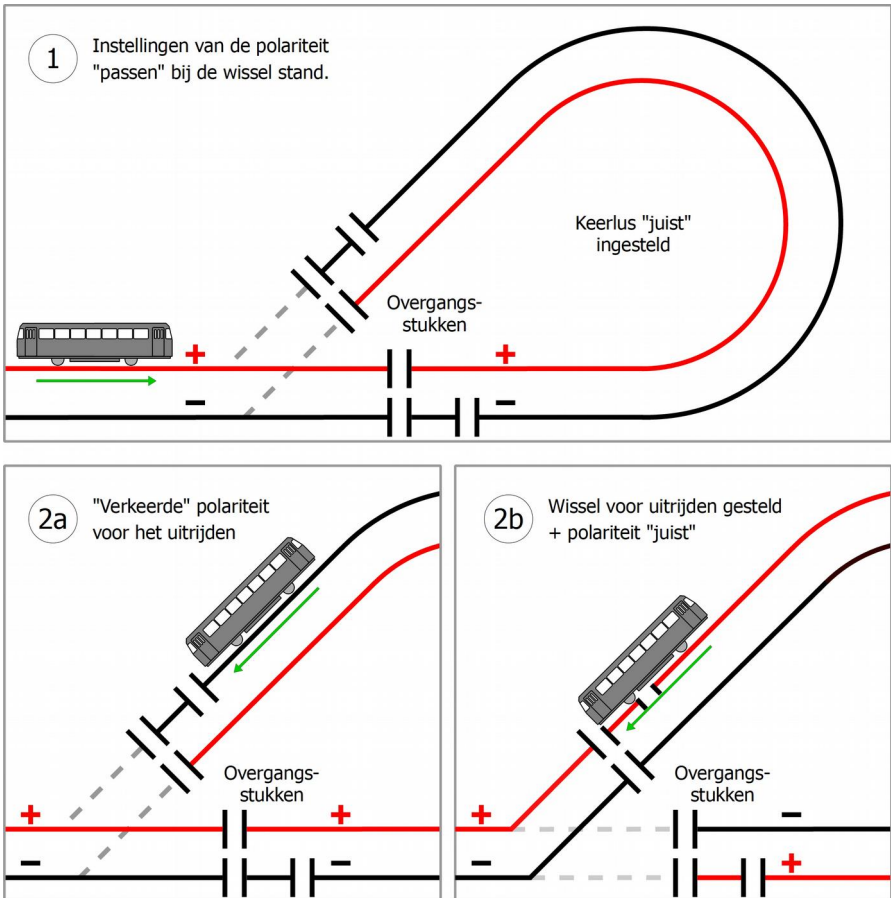 1
Instellingen van de polariteit
"passen" bij de wissel stand.
Keerlus "juist"
ingesteld
Overgangs-
stukken
+
+
−
−
2a
"Verkeerde" polariteit
voor het uitrijden
Overgangs-
stukken
+
+
−
−
2b
Wissel voor uitrijden gesteld
+ polariteit "juist"
Overgangs-
stukken
+
−
−
+